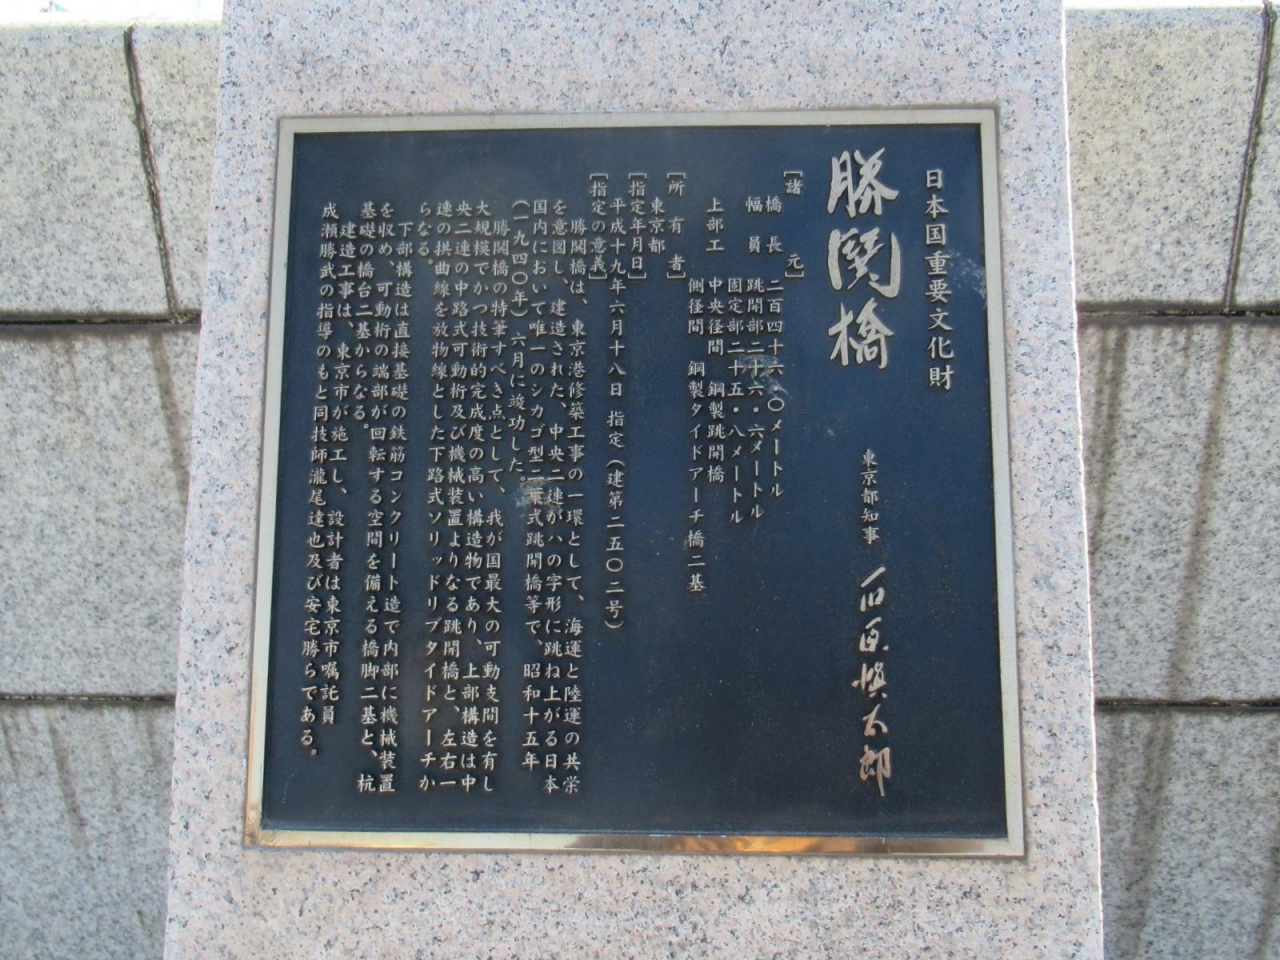 日本国重要文化財
勝鬨橋
東京都知事 石原慎太郎
[諸元]
橋長 二百四十六・〇メートル
幅員 跳開部二十六・六メートル
固定部二十五・八メートル
上部工 中央径間 鋼製跳開橋
側径間 鋼製タイドアーチ橋二基
[所有者]
東京都
[指定年月日]
平成十九年六月十八日 指定(建第二五〇二号)
[指定の意義]
勝鬨橋は、東京港修築工事の一環として、海運と陸運の共栄
を意図し、建造された、中央二連がハの字形に跳ね上がる日本
国内において唯一のシカゴ型二葉式跳開橋等で、昭和十五年
(一九四〇年)六月に竣功した。
勝鬨橋の特筆すべき点として、我が国最大の可動支間を有し
大規模でかつ技術的完成度の高い構造物であり、上部構造は中
央二連の中路式可動桁及び機械装置よりなる跳開橋と、左右一
連の拱曲線を放物線とした下路式ソリッドリブタイドアーチか
らなる。
下部構造は直接基礎の鉄筋コンクリート造で内部に機械装置
を収め、可動桁の端部が回転する空間を備える橋脚二基と、杭
基礎の橋台二基からなる。
建造工事は、東京市が施工し、設計者は東京市嘱託員
成瀬勝武の指導のもと同技師瀧尾達也及び安宅勝らである。